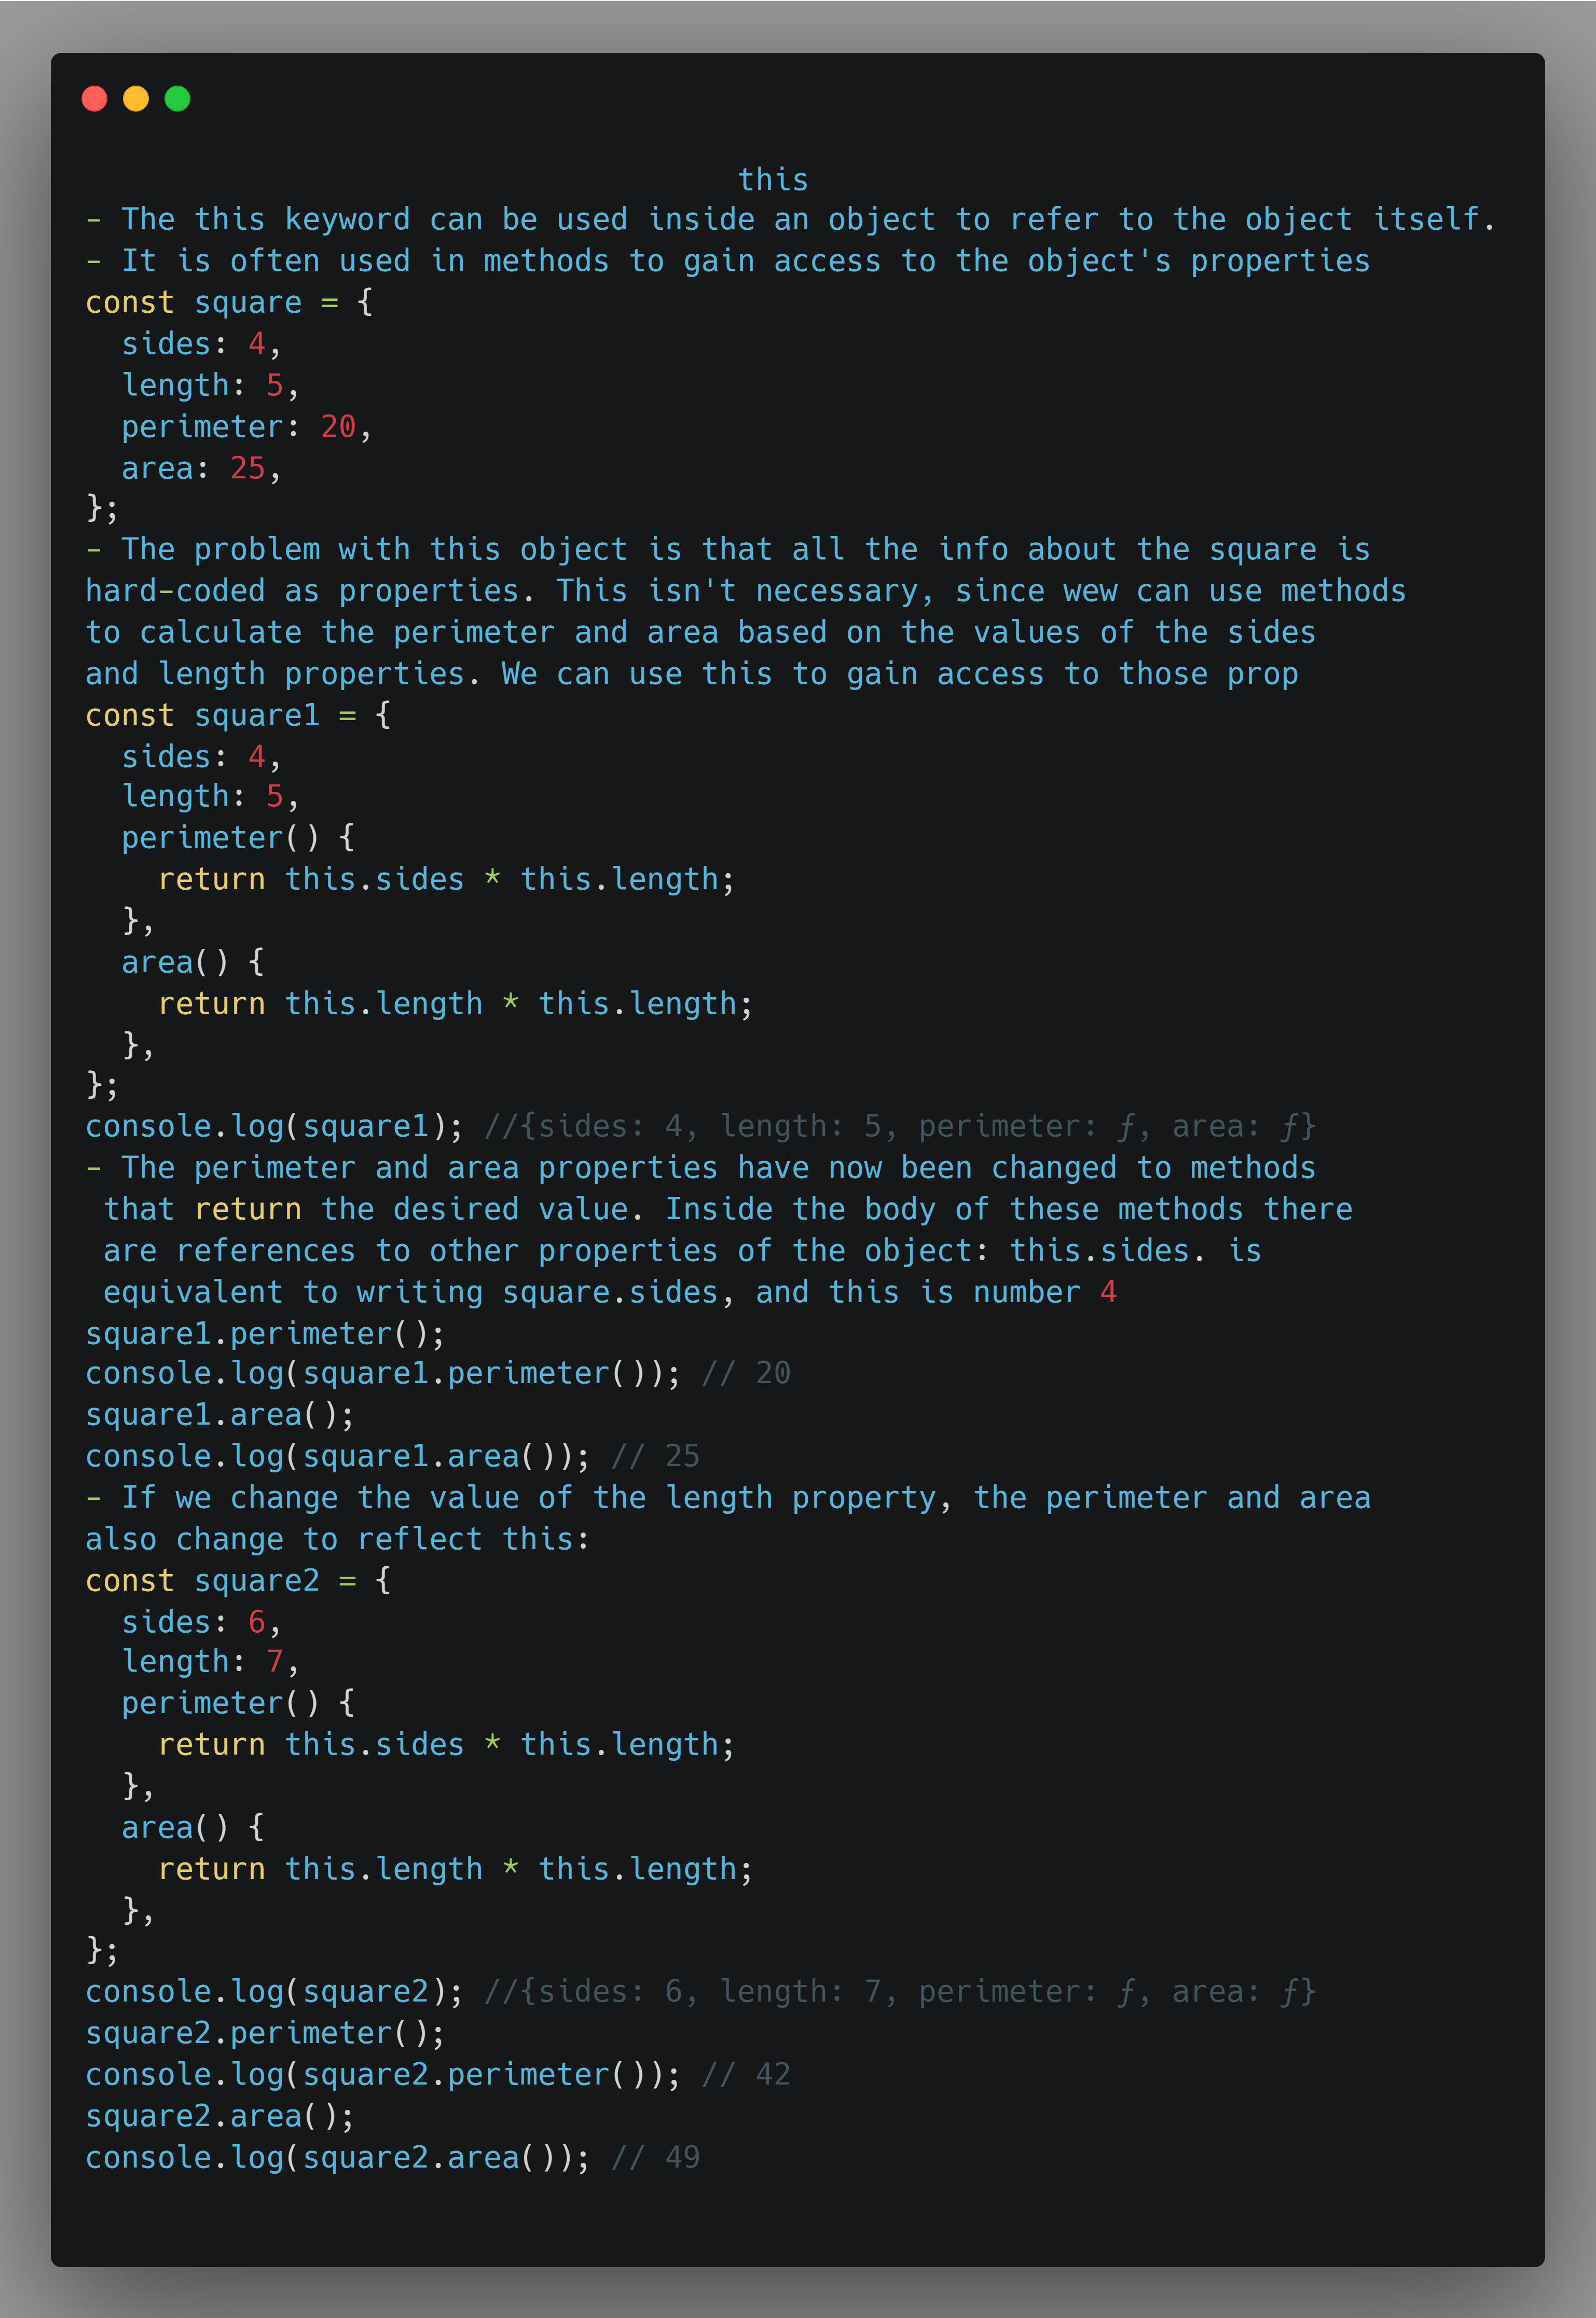 this
- The this keyword can be used inside an object to refer to the object itself.
- It is often used in methods to gain access to the object's properties
const square = {
  sides: 4,
  length: 5,
  perimeter: 20,
  area: 25,
};
- The problem with this object is that all the info about the square is
hard-coded as properties. This isn't necessary, since wew can use methods
to calculate the perimeter and area based on the values of the sides
and length properties. We can use this to gain access to those prop
const square1 = {
  sides: 4,
  length: 5,
  perimeter() {
    return this.sides * this.length;
  },
  area() {
    return this.length * this.length;
  },
};
console.log(square1); //{sides: 4, length: 5, perimeter: ƒ, area: ƒ}
- The perimeter and area properties have now been changed to methods
 that return the desired value. Inside the body of these methods there
 are references to other properties of the object: this.sides. is
 equivalent to writing square.sides, and this is number 4
square1.perimeter();
console.log(square1.perimeter()); // 20
square1.area();
console.log(square1.area()); // 25
- If we change the value of the length property, the perimeter and area
also change to reflect this:
const square2 = {
  sides: 6,
  length: 7,
  perimeter() {
    return this.sides * this.length;
  },
  area() {
    return this.length * this.length;
  },
};
console.log(square2); //{sides: 6, length: 7, perimeter: ƒ, area: ƒ}
square2.perimeter();
console.log(square2.perimeter()); // 42
square2.area();
console.log(square2.area()); // 49